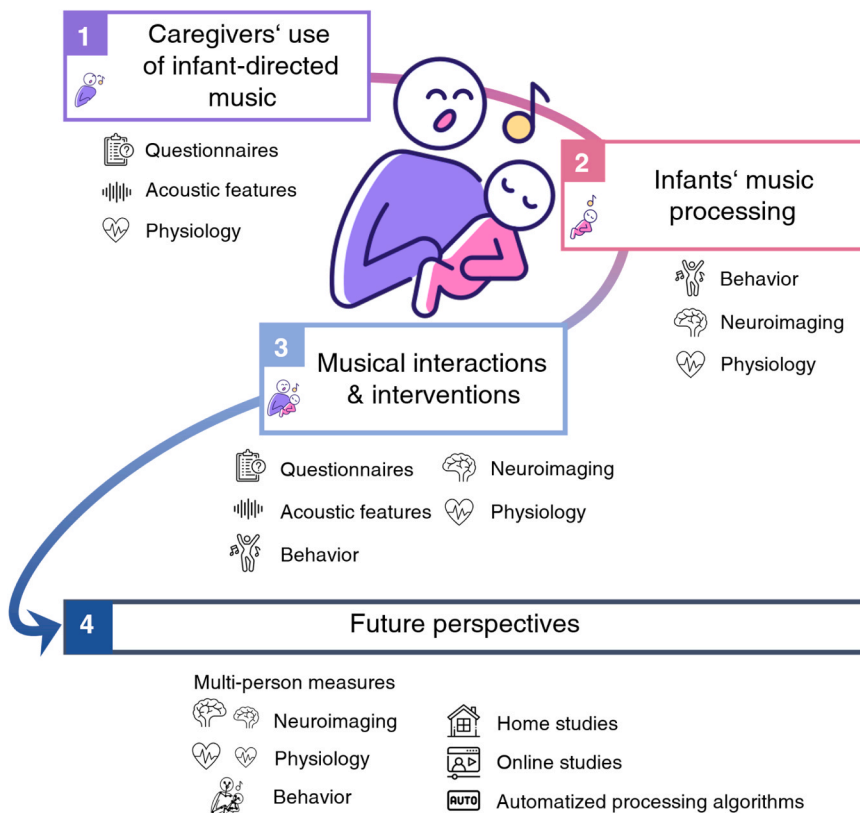 1
Caregivers‘ use
of infant-directed
music
Questionnaires
Acoustic features
Physiology
2
Infants‘ music
processing
Behavior
Neuroimaging
Physiology
3
Musical interactions
& interventions
Questionnaires
Neuroimaging
Acoustic features
Physiology
Behavior
4
Future perspectives
Multi-person measures
Neuroimaging
Home studies
Physiology
Online studies
Behavior
AUTO
Automatized processing algorithms